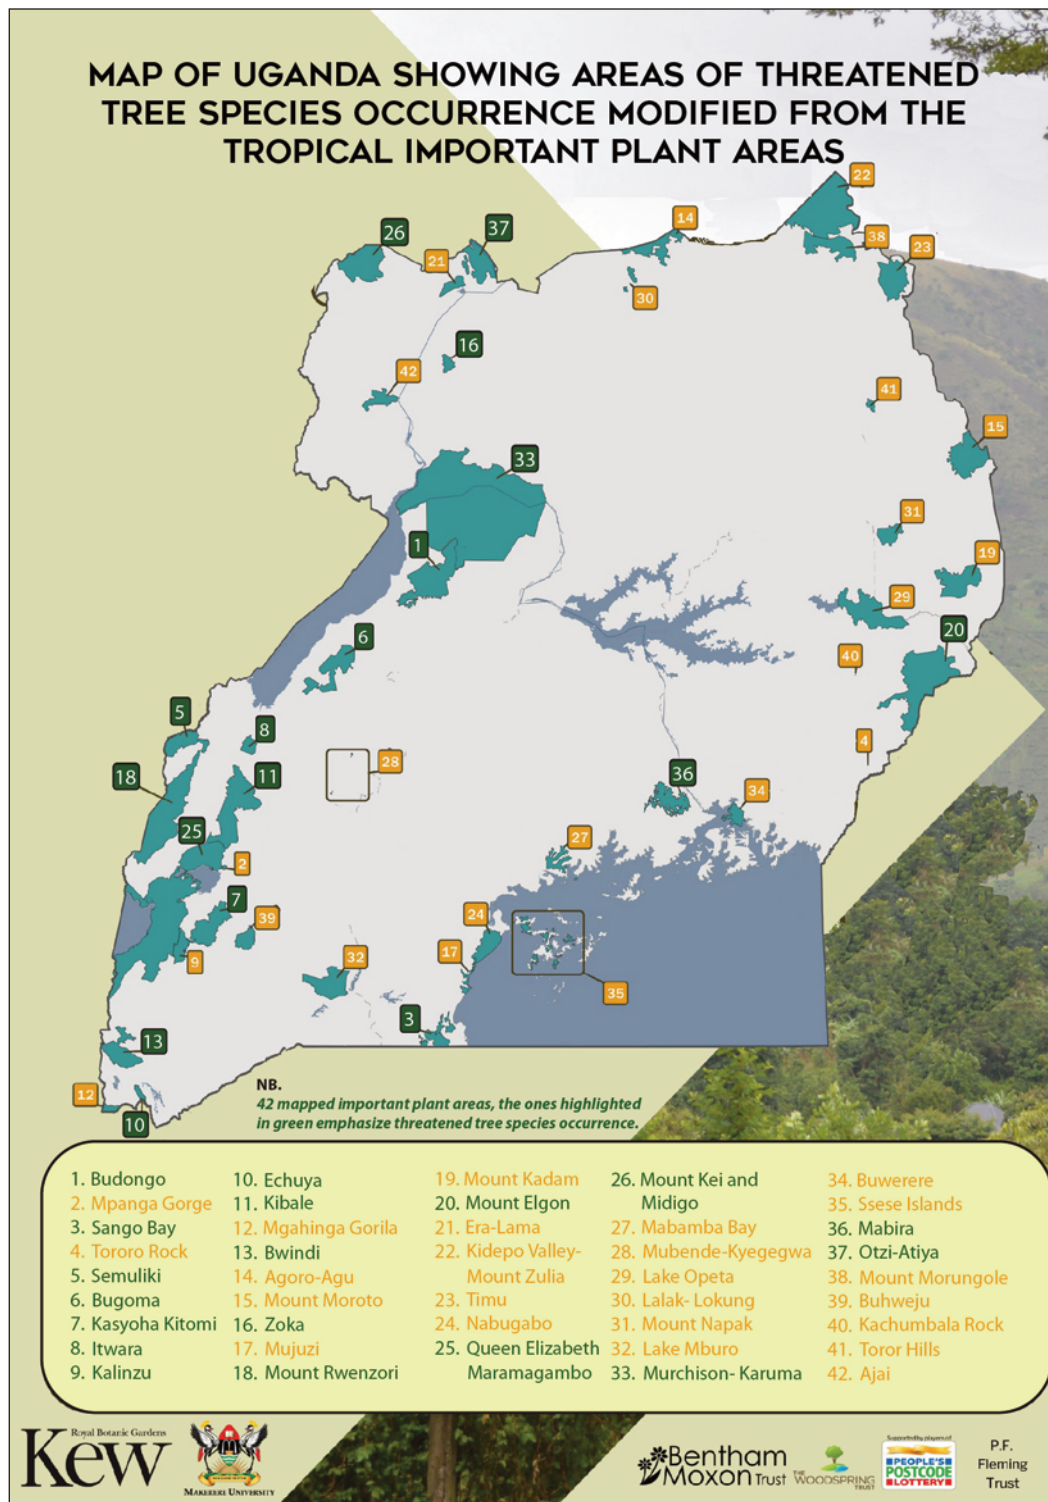 MAP OF UGANDA SHOWING AREAS OF THREATENED
TREE SPECIES OCCURRENCE MODIFIED FROM THE
TROPICAL IMPORTANT PLANT AREAS
22
14
37
26
38
23
21
30
16
42
41
15
33
31
1
19
29
20
6
40
5
8
4
28
18
11
36
34
25
27
2
7
39
24
9
32
17
35
3
13
12
10
NB.
42 mapped important plant areas, the ones highlighted
in green emphasize threatened tree species occurrence.
1. Budongo
2. Mpanga Gorge
3. Sango Bay
4. Tororo Rock
5. Semuliki
6. Bugoma
7. Kasyoha Kitomi
8. Itwara
9. Kalinzu
10. Echuya
11. Kibale
12. Mgahinga Gorila
13. Bwindi
14. Agoro-Agu
15. Mount Moroto
16. Zoka
17. Mujuzi
18. Mount Rwenzori
19. Mount Kadam
20. Mount Elgon
21. Era-Lama
22. Kidepo Valley-
Mount Zulia
23. Timu
24. Nabugabo
25. Queen Elizabeth
Maramagambo
26. Mount Kei and
Midigo
27. Mabamba Bay
28. Mubende-Kyegegwa
29. Lake Opeta
30. Lalak- Lokung
31. Mount Napak
32. Lake Mburo
33. Murchison- Karuma
34. Buwerere
35. Ssese Islands
36. Mabira
37. Otzi-Atiya
38. Mount Morungole
39. Buhweju
40. Kachumbala Rock
41. Toror Hills
42. Ajai
Royal Botanic Gardens
Kew
MAKERERE UNIVERSITY
Bentham
Moxon Trust
THE
WOODSPRING
TRUST
Supported by players of
PEOPLE'S
POSTCODE
LOTTERY
P.F.
Fleming
Trust